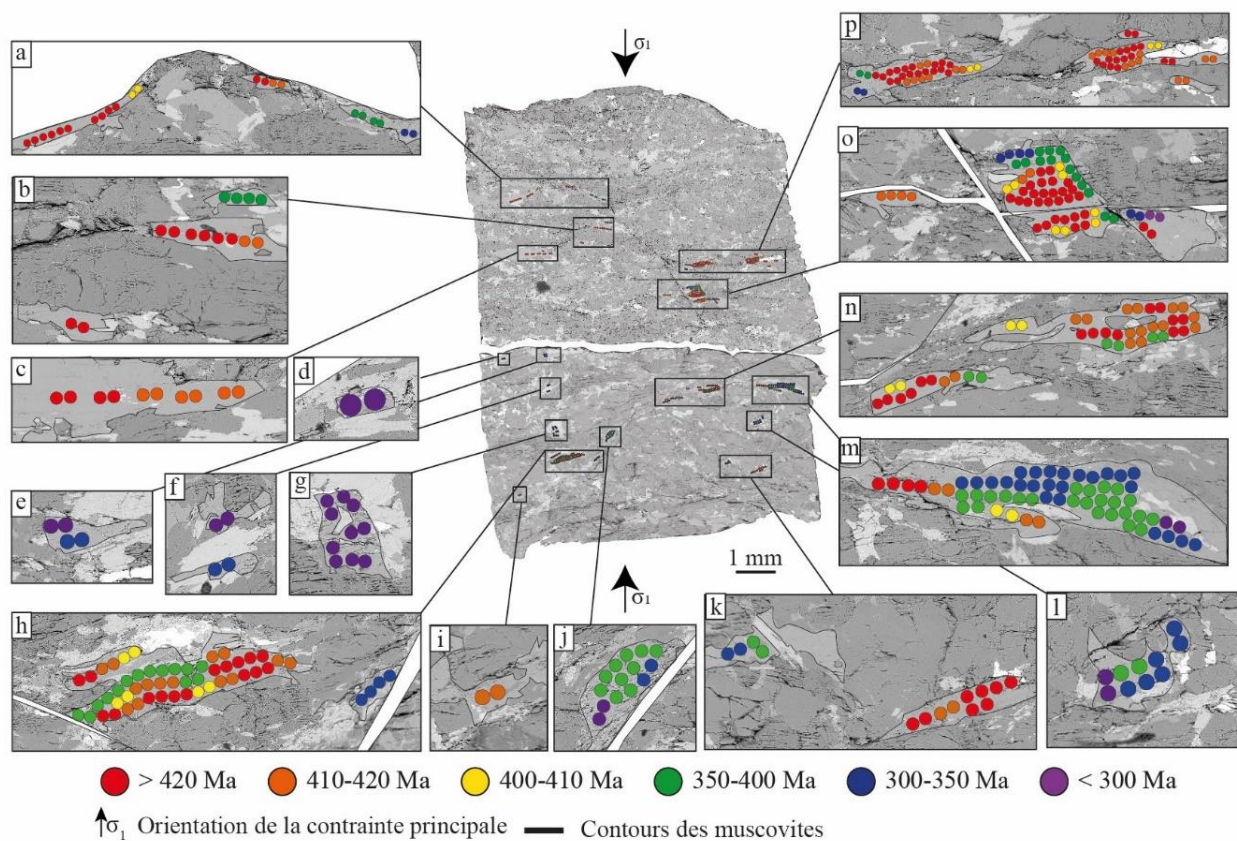 σ1
a
p
b
o
c
d
n
e
f
g
m
1 mm
σ1
h
i
j
k
l
> 420 Ma
410-420 Ma
400-410 Ma
350-400 Ma
300-350 Ma
< 300 Ma
σ1 Orientation de la contrainte principale
Contours des muscovites